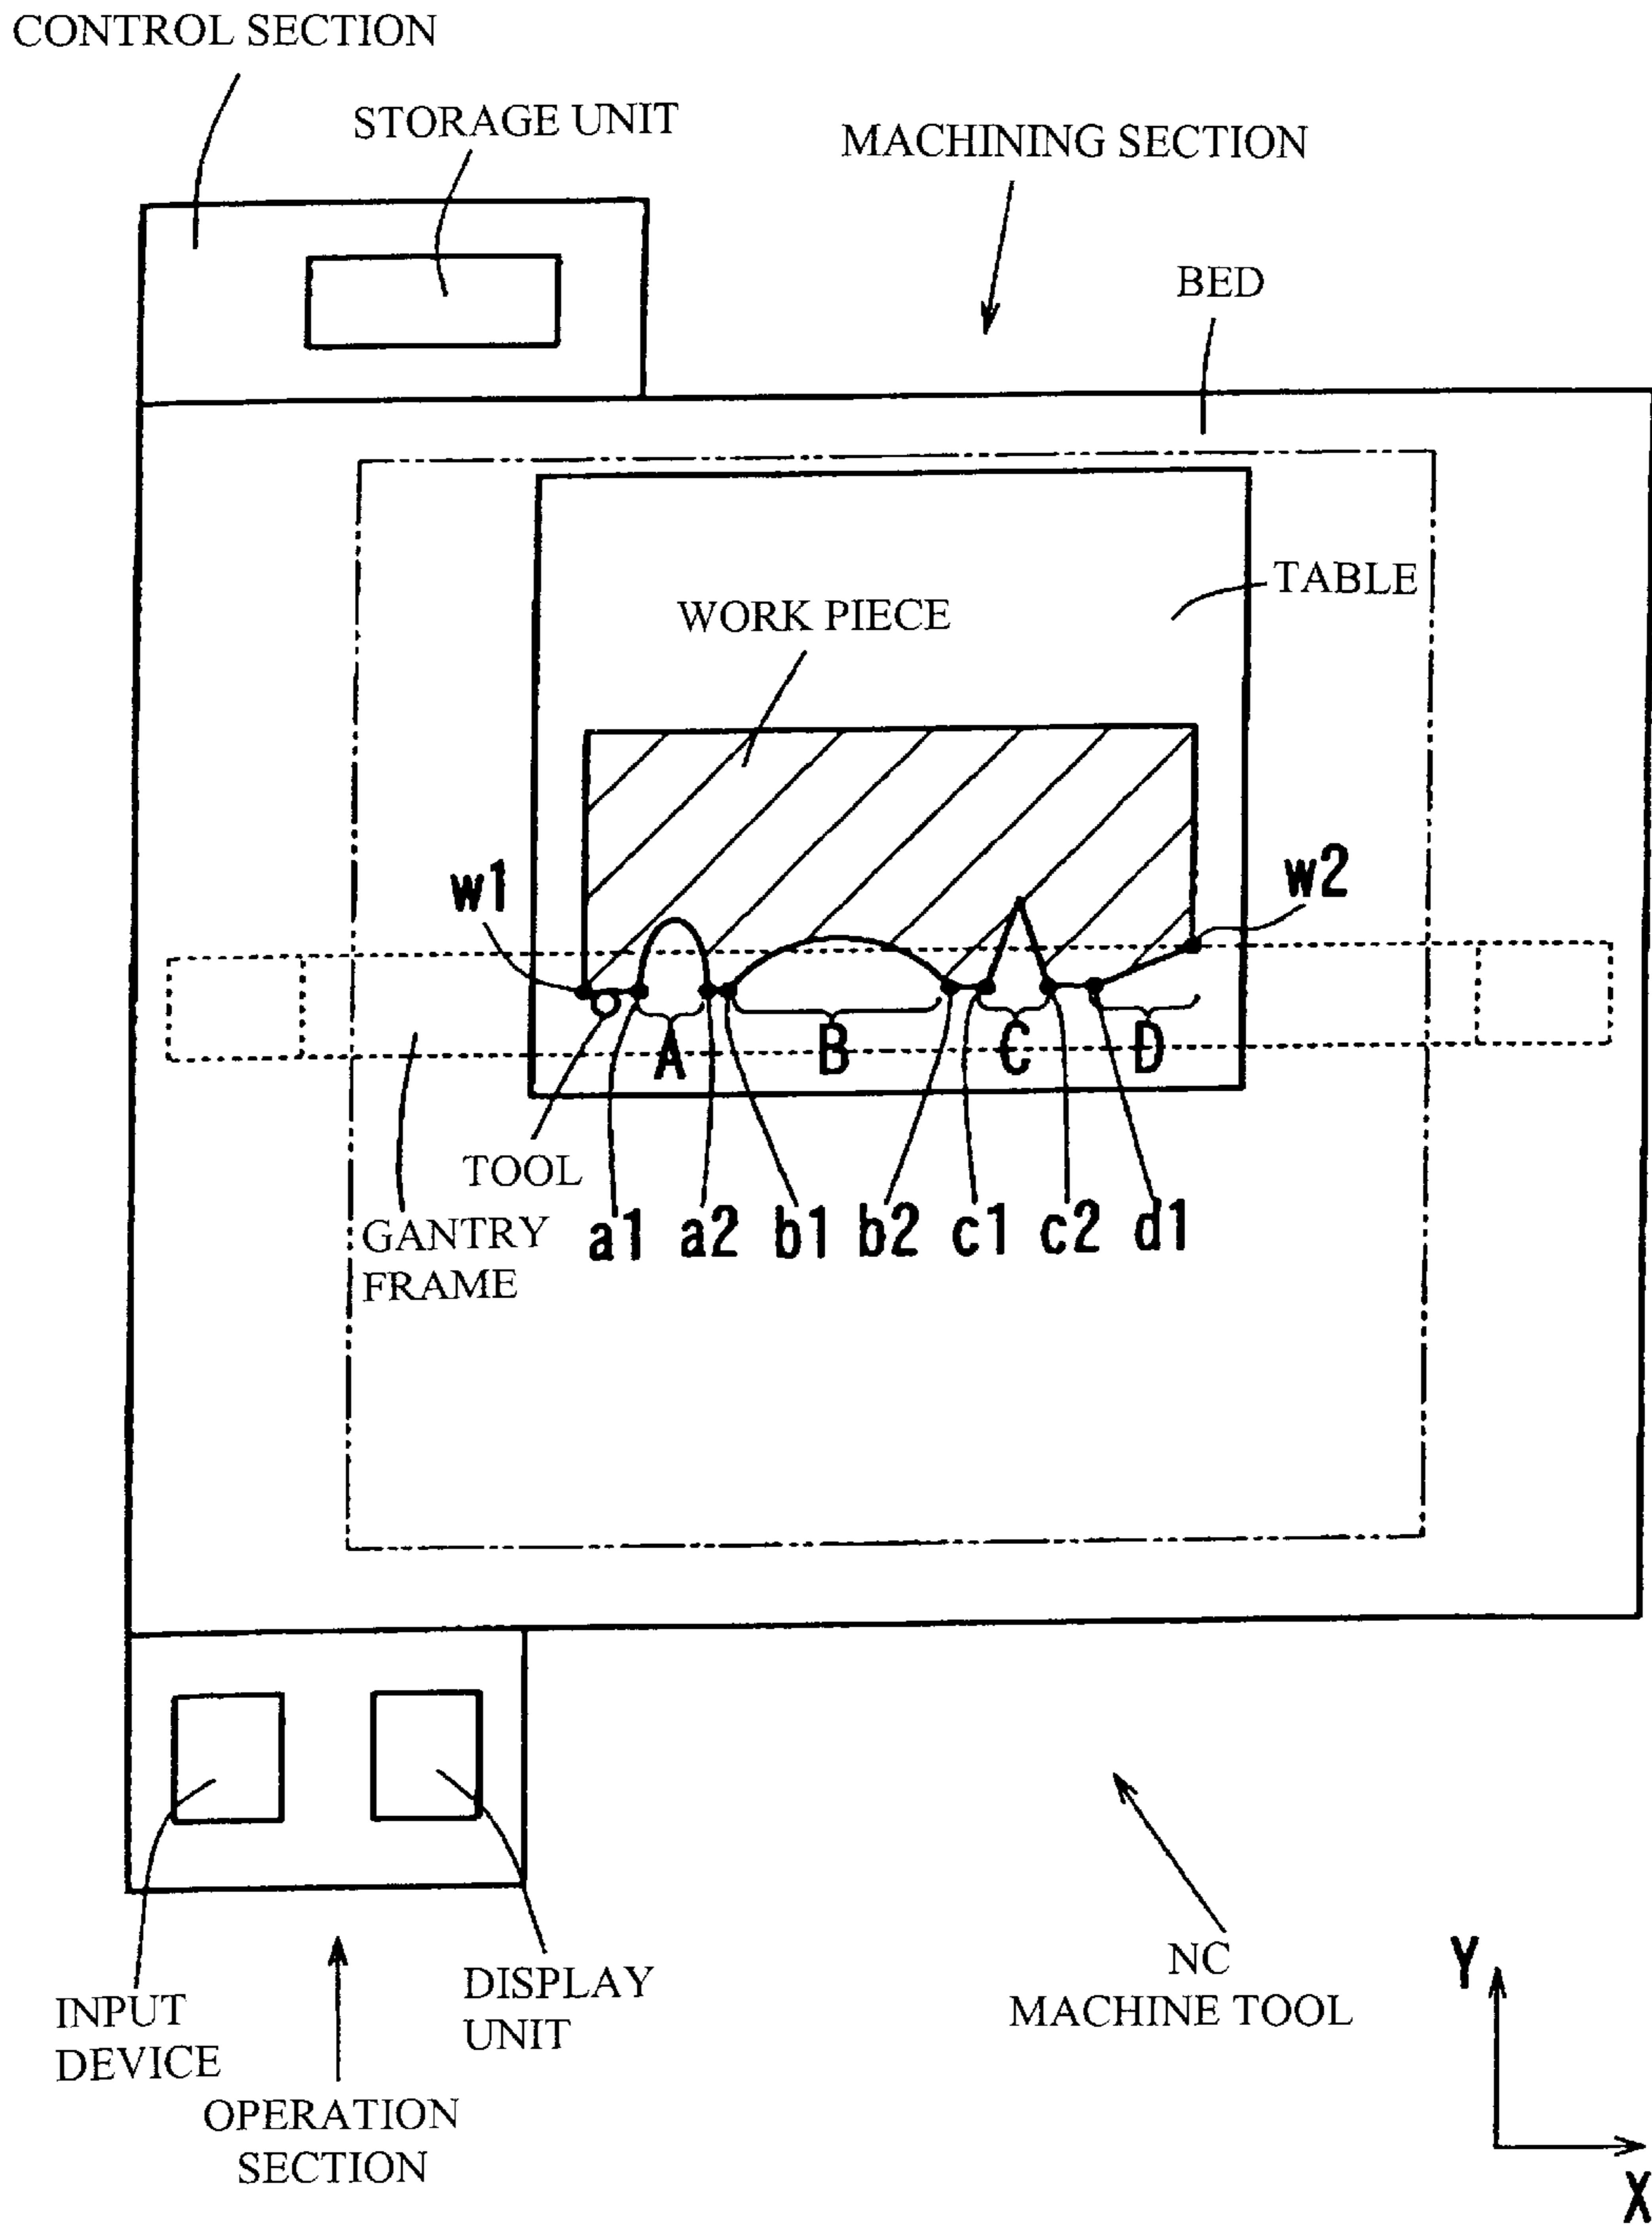 CONTROL SECTION
STORAGE UNIT
MACHINING SECTION
BED
TABLE
WORK PIECE
w1
w2
A
B
C
D
TOOL
GANTRY
FRAME
a1
a2
b1
b2
c1
c2
d1
INPUT
DEVICE
DISPLAY
UNIT
OPERATION
SECTION
NC
MACHINE TOOL
Y
X